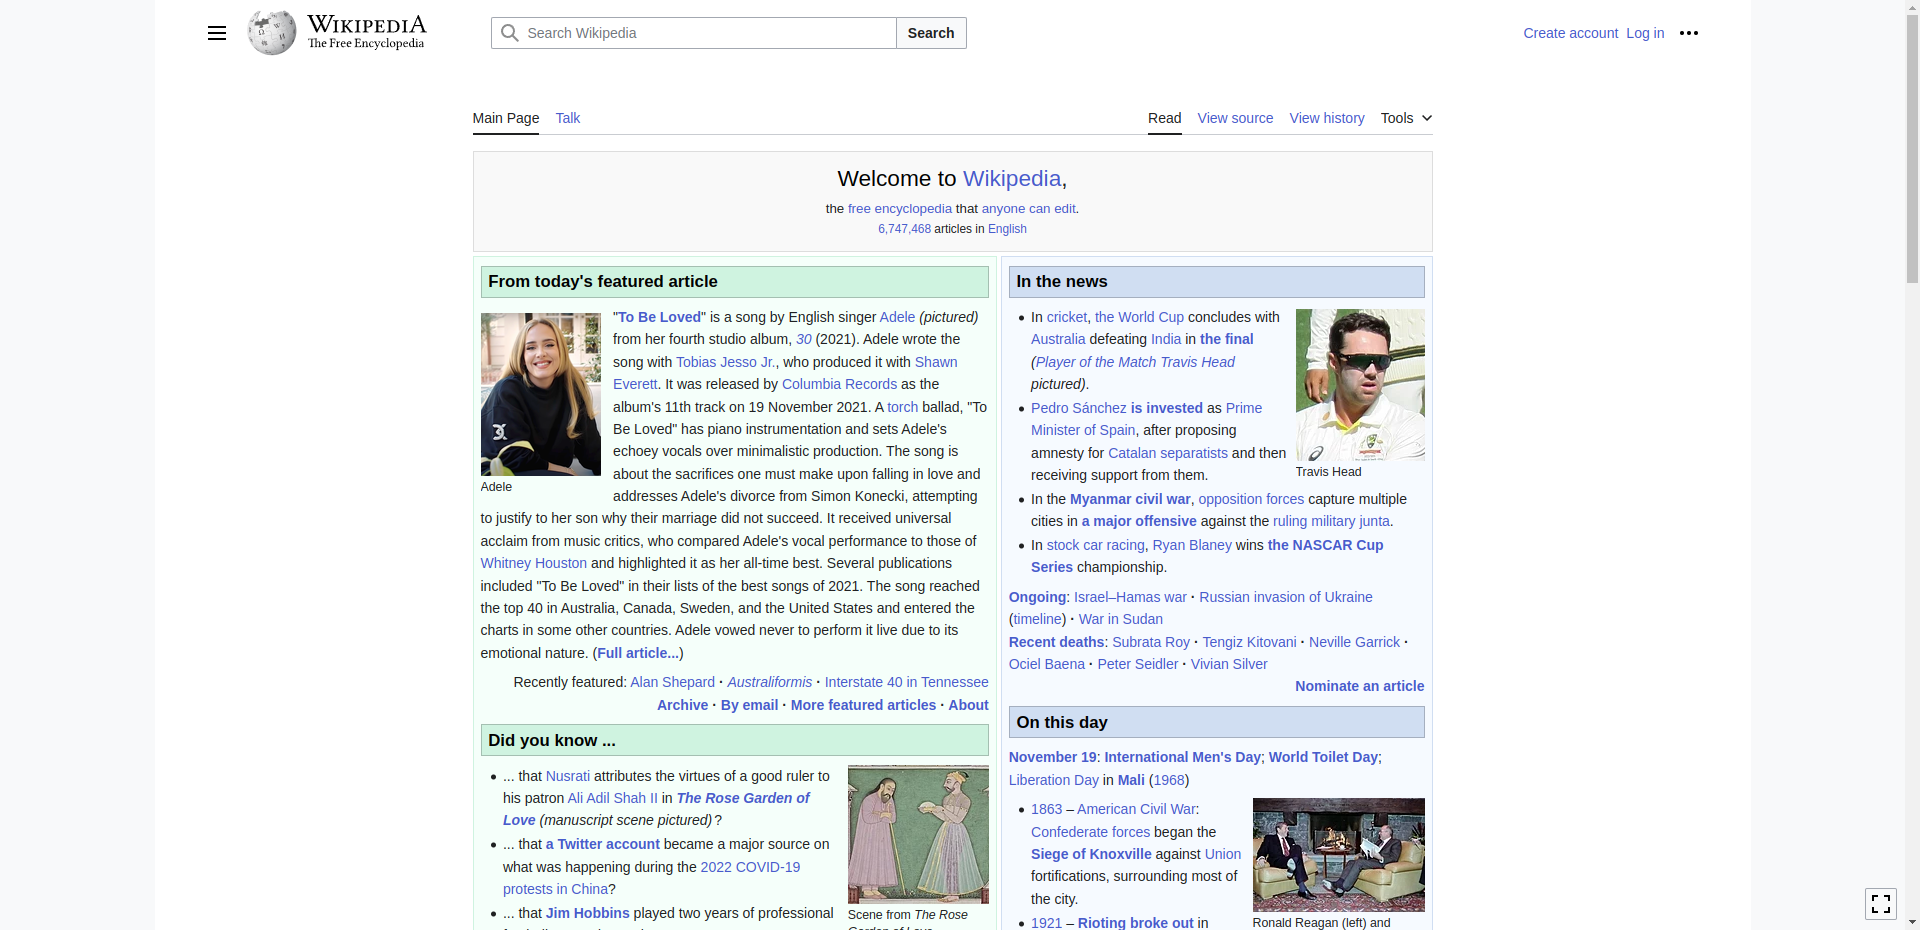 WIKIPEDIA
The Free Encyclopedia
Search Wikipedia
Search
Create account Log in
Main Page Talk
Read View source View history Tools
Welcome to Wikipedia,
the free encyclopedia that anyone can edit.
6,747,468 articles in English
From today's featured article
Adele
"To Be Loved" is a song by English singer Adele (pictured)
from her fourth studio album, 30 (2021). Adele wrote the
song with Tobias Jesso Jr., who produced it with Shawn
Everett. It was released by Columbia Records as the
album's 11th track on 19 November 2021. A torch ballad, "To
Be Loved" has piano instrumentation and sets Adele's
echoey vocals over minimalistic production. The song is
about the sacrifices one must make upon falling in love and
addresses Adele's divorce from Simon Konecki, attempting
to justify to her son why their marriage did not succeed. It received universal
acclaim from music critics, who compared Adele's vocal performance to those of
Whitney Houston and highlighted it as her all-time best. Several publications
included "To Be Loved" in their lists of the best songs of 2021. The song reached
the top 40 in Australia, Canada, Sweden, and the United States and entered the
charts in some other countries. Adele vowed never to perform it live due to its
emotional nature. (Full article...)
Recently featured: Alan Shepard · Australiformis · Interstate 40 in Tennessee
Archive · By email · More featured articles · About
Did you know ...
... that Nusrati attributes the virtues of a good ruler to
his patron Ali Adil Shah II in The Rose Garden of
Love (manuscript scene pictured)?
... that a Twitter account became a major source on
what was happening during the 2022 COVID-19
protests in China?
... that Jim Hobbins played two years of professional
Scene from The Rose
In the news
In cricket, the World Cup concludes with
Australia defeating India in the final
(Player of the Match Travis Head
pictured).
Pedro Sánchez is invested as Prime
Minister of Spain, after proposing
amnesty for Catalan separatists and then
receiving support from them.
Travis Head
In the Myanmar civil war, opposition forces capture multiple
cities in a major offensive against the ruling military junta.
In stock car racing, Ryan Blaney wins the NASCAR Cup
Series championship.
Ongoing: Israel–Hamas war · Russian invasion of Ukraine
(timeline) · War in Sudan
Recent deaths: Subrata Roy · Tengiz Kitovani · Neville Garrick ·
Ociel Baena · Peter Seidler · Vivian Silver
Nominate an article
On this day
November 19: International Men's Day; World Toilet Day;
Liberation Day in Mali (1968)
1863 – American Civil War:
Confederate forces began the
Siege of Knoxville against Union
fortifications, surrounding most of
the city.
1921 – Rioting broke out in
Ronald Reagan (left) and